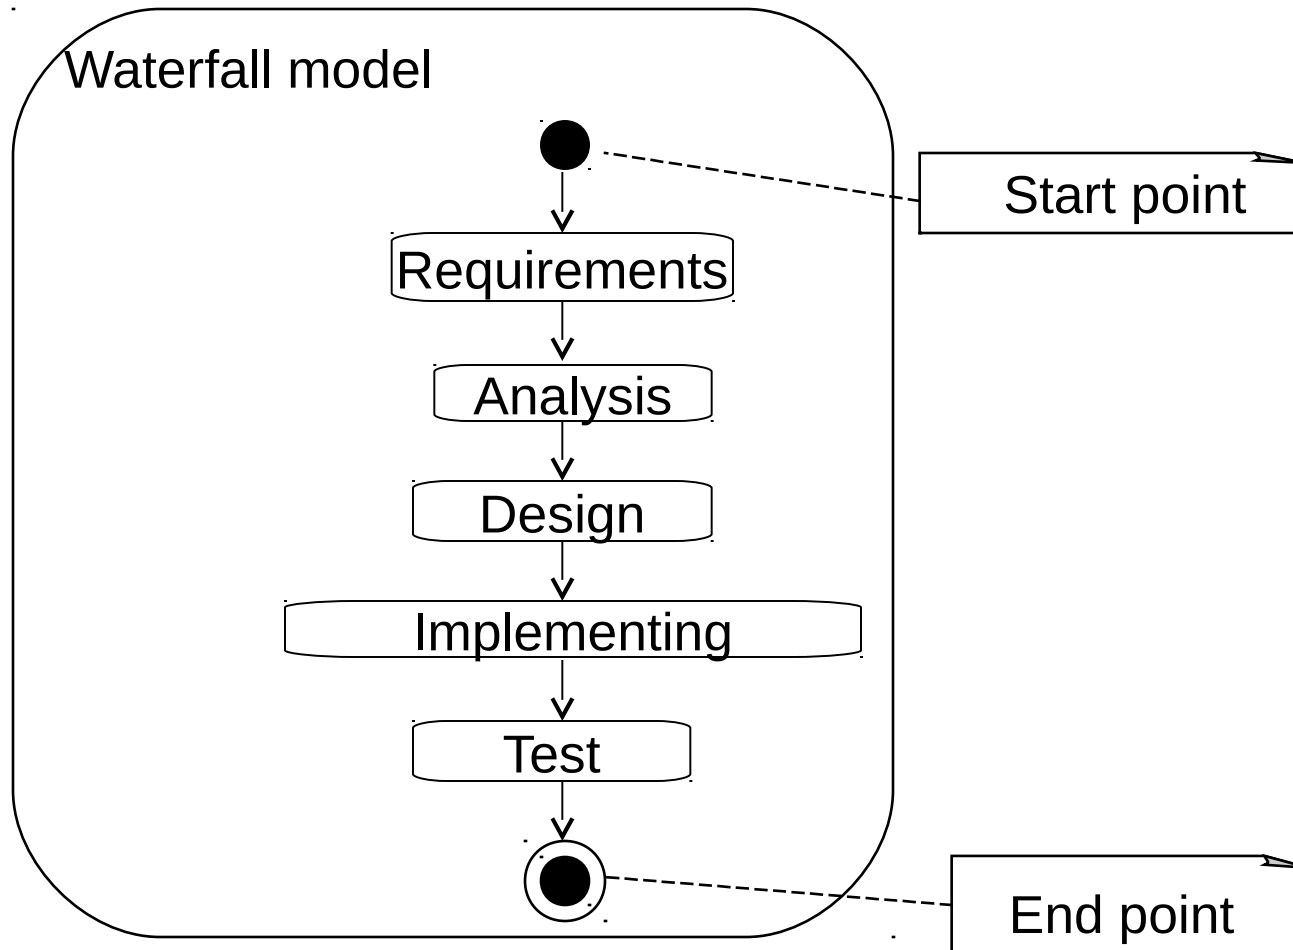 Waterfall model
Start point
Requirements
Analysis
Design
Implementing
Test
End point